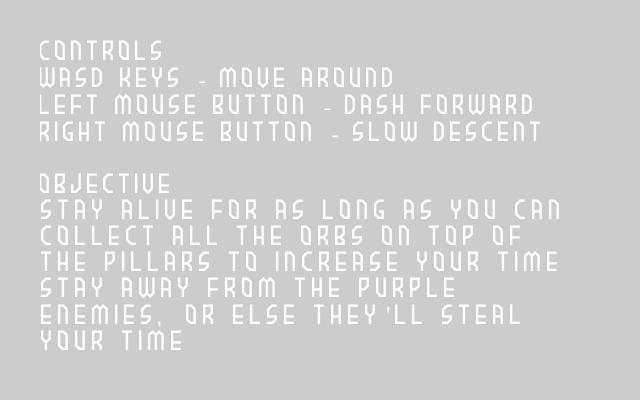 CONTROLS
WASD KEYS - MOVE AROUND
LEFT MOUSE BUTTON - DASH FORWARD
RIGHT MOUSE BUTTON - SLOW DESCENT
OBJECTIVE
STAY ALIVE FOR AS LONG AS YOU CAN
COLLECT ALL THE ORBS ON TOP OF
THE PILLARS TO INCREASE YOUR TIME
STAY AWAY FROM THE PURPLE
ENEMIES, OR ELSE THEY'LL STEAL
YOUR TIME